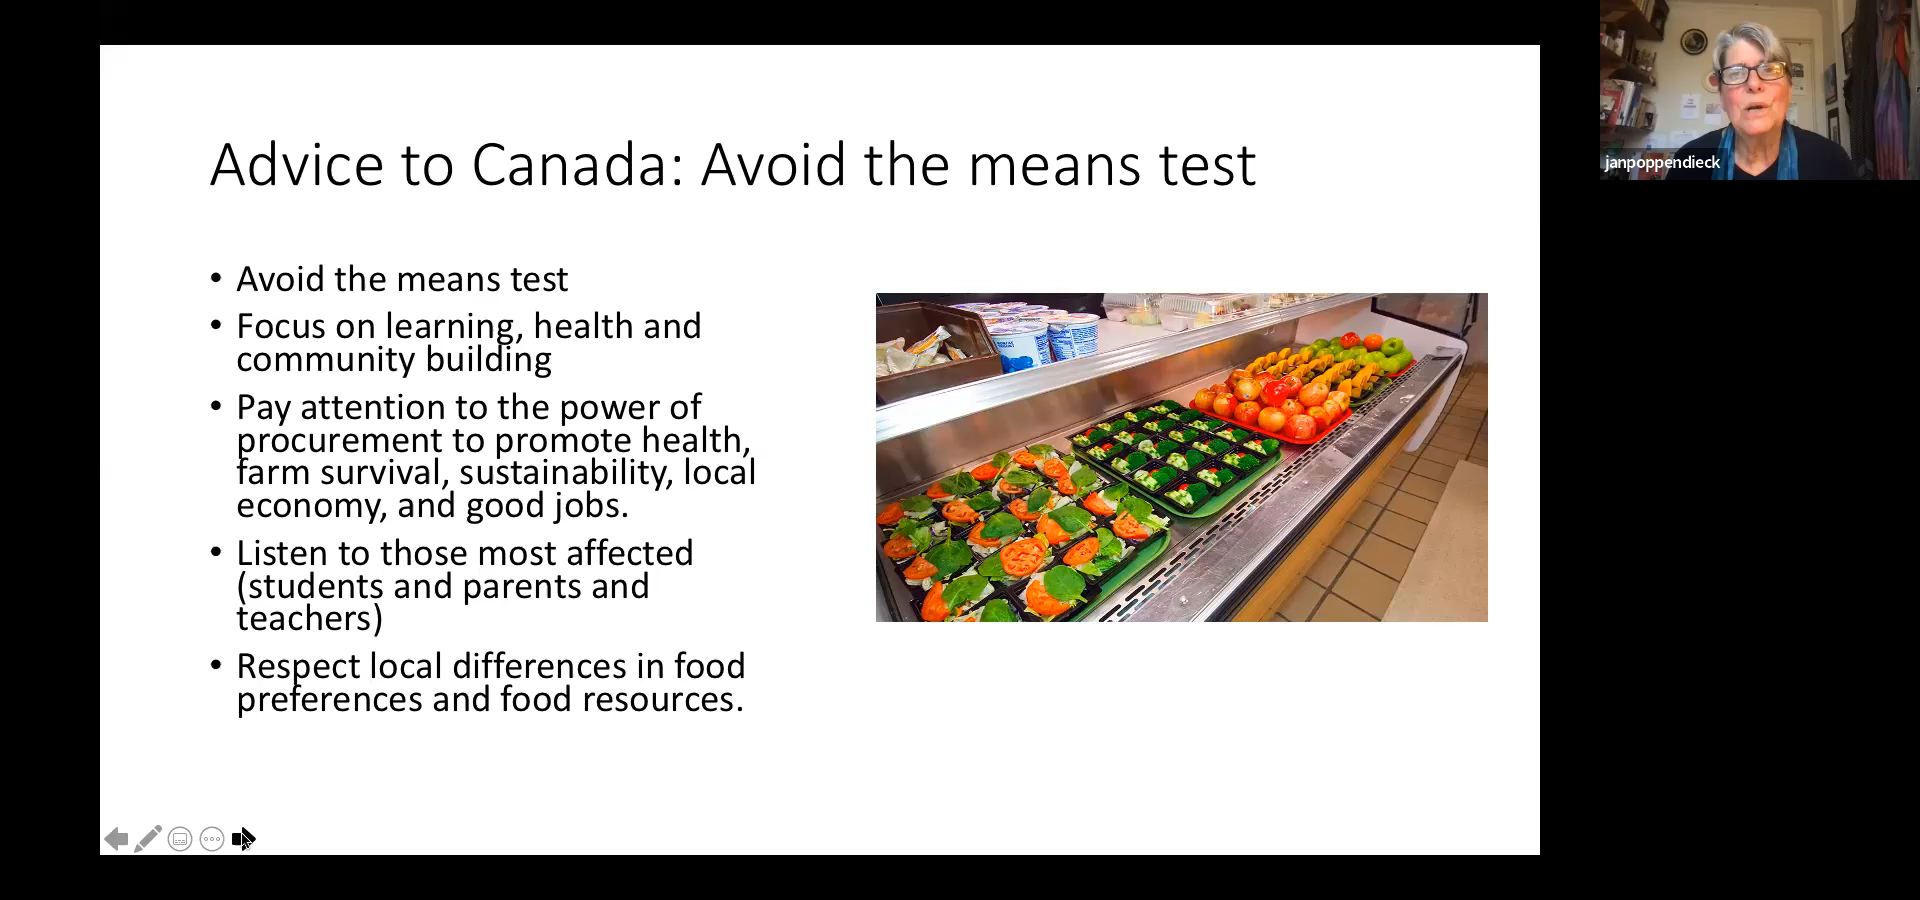 Advice to Canada: Avoid the means test
• Avoid the means test
• Focus on learning, health and
community building
• Pay attention to the power of
procurement to promote health,
farm survival, sustainability, local
economy, and good jobs.
• Listen to those most affected
(students and parents and
teachers)
• Respect local differences in food
preferences and food resources.
janpoppendieck